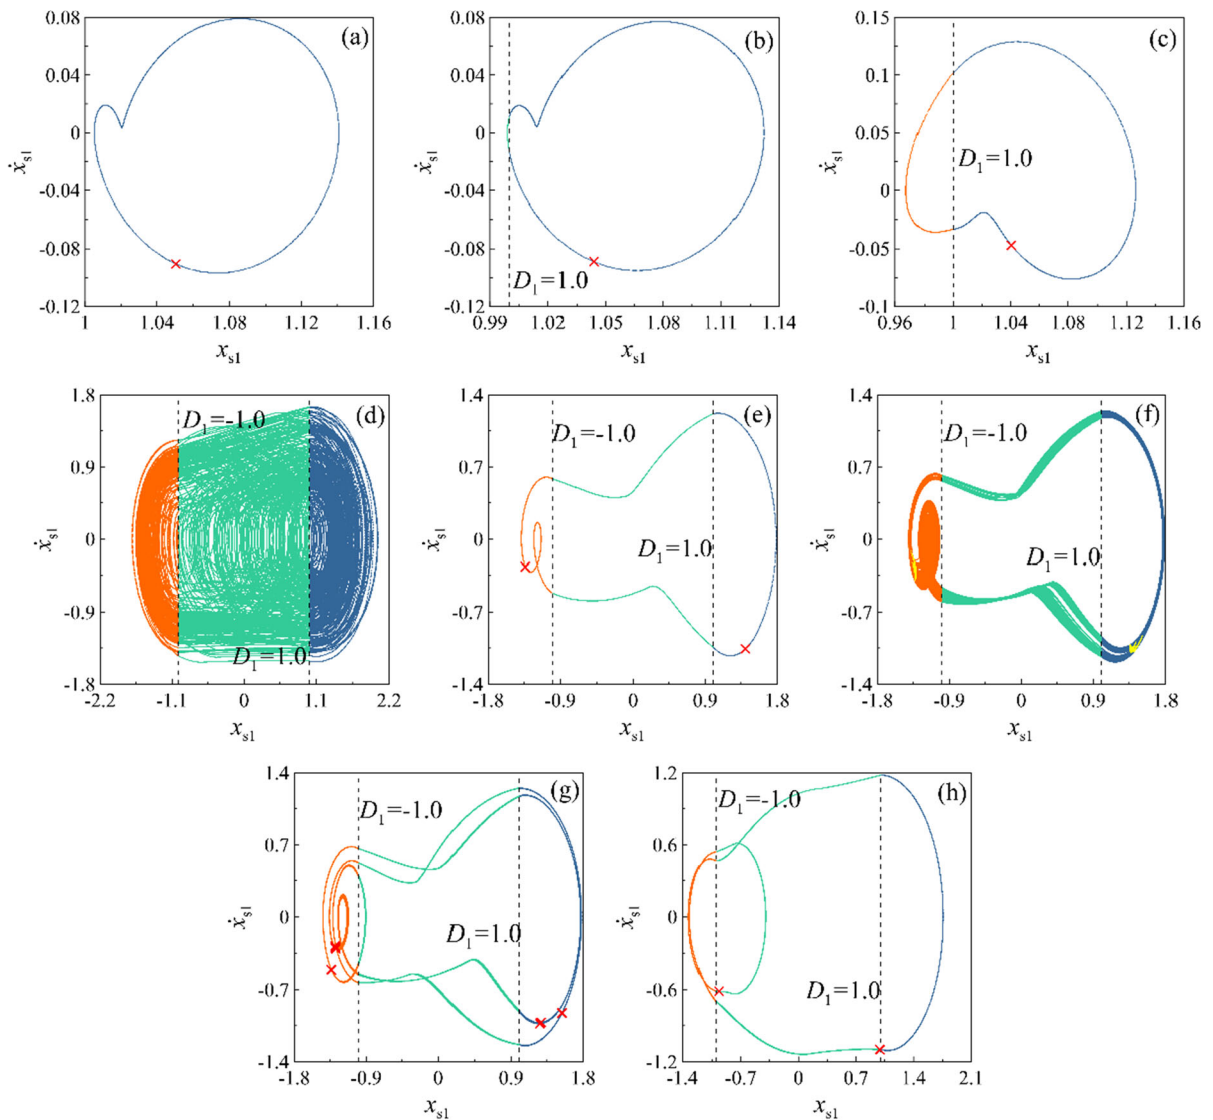 0.08
(a)
0.04
0
-0.04
-0.08
-0.12
ẋs1
1 1.04 1.08 1.12 1.16
xs1
0.08
(b)
0.04
0
-0.04
-0.08
-0.12
ẋs1
D1=1.0
0.99 1.02 1.05 1.08 1.11 1.14
xs1
0.15
(c)
0.1
0.05
0
-0.05
-0.1
ẋs1
D1=1.0
0.96 1 1.04 1.08 1.12 1.16
xs1
1.8
(d)
D1=-1.0
0.9
0
-0.9
-1.8
ẋs1
D1=1.0
-2.2 -1.1 0 1.1 2.2
xs1
1.4
(e)
D1=-1.0
0.7
0
-0.7
-1.4
ẋs1
D1=1.0
-1.8 -0.9 0 0.9 1.8
xs1
1.4
(f)
D1=-1.0
0.7
0
-0.7
-1.4
ẋs1
D1=1.0
-1.8 -0.9 0 0.9 1.8
xs1
1.4
(g)
D1=-1.0
0.7
0
-0.7
-1.4
ẋs1
D1=1.0
-1.8 -0.9 0 0.9 1.8
xs1
1.2
(h)
D1=-1.0
0.6
0
-0.6
-1.2
ẋs1
D1=1.0
-1.4 -0.7 0 0.7 1.4 2.1
xs1